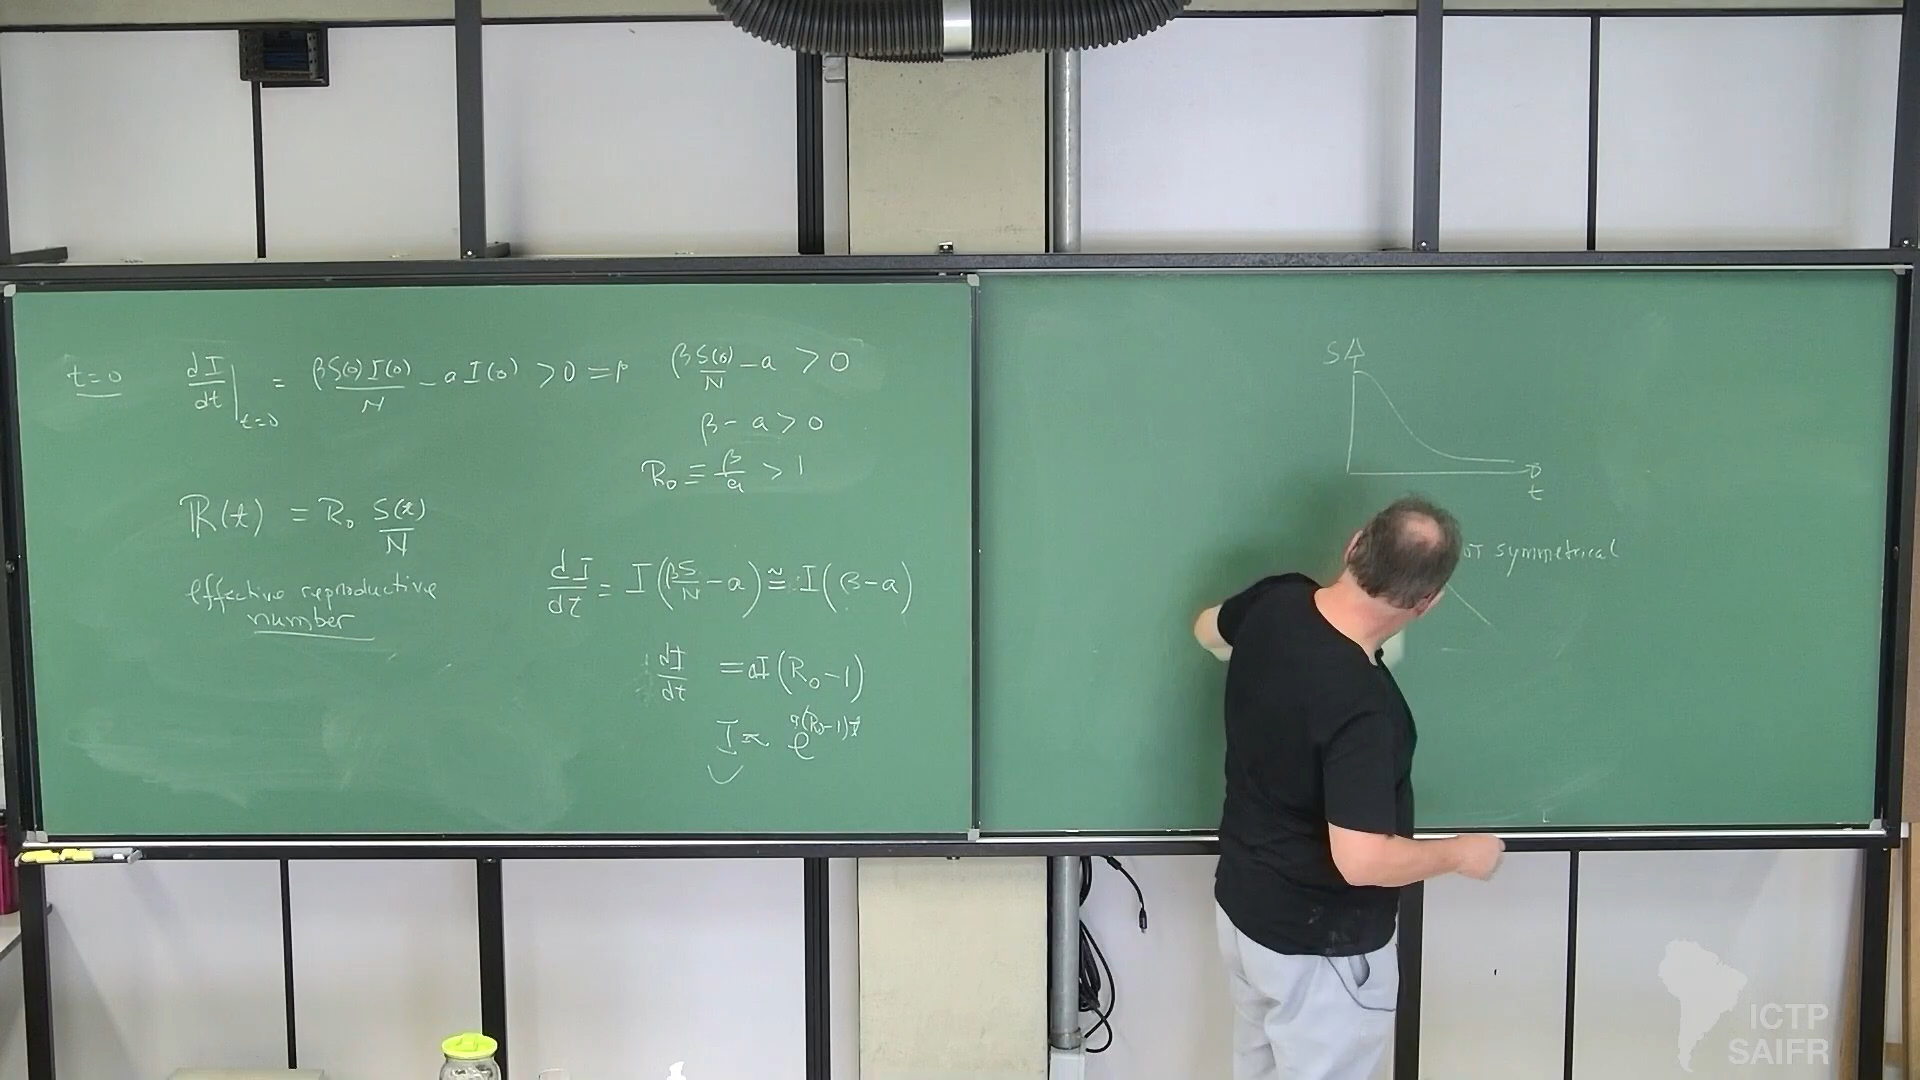 t=0
dI/dt|t=0 = βS(0)I(0)/N - aI(0) > 0 =>
βS(0)/N - a > 0
β - a > 0
R₀ ≡ β/a > 1
ℝ(t) = R₀ S(t)/N
effective reproductive
number
dI/dt = I(βS/N - a) ≅ I(β-a)
dI/dt = aI(R₀-1)
I ~ e^a(R₀-1)t
S
t
symmetrical
ICTP
SAIFR